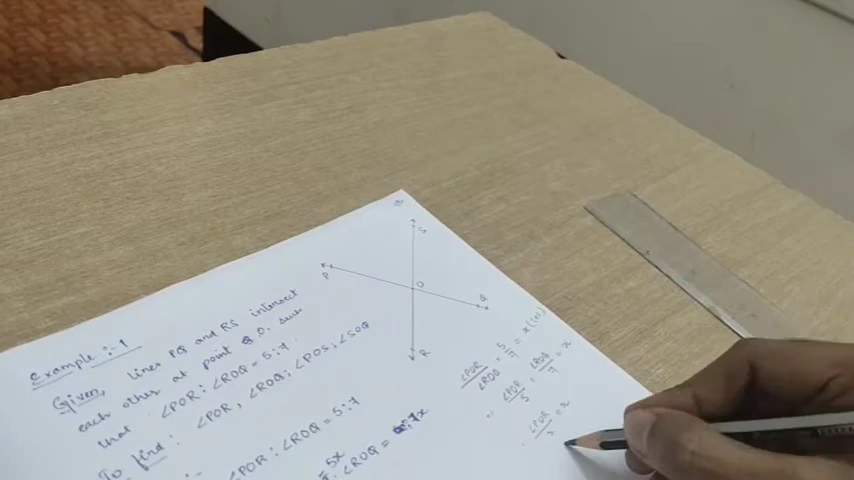 Example :-1
Given, lines PQ and RS intersect
each other at point O. such
that ∠POR: ∠ROQ = 5:7.
To find: ∠POR, ∠ROQ; ∠POS, ∠SOQ
∠POR: ∠ROQ = 5:7
5x
∠ROQ = 7x
S
P
O
Q
R
∠POR/∠ROQ = 5/7 = x
∠POR/5 = ∠ROQ/7 = x
∠POR/5 = x